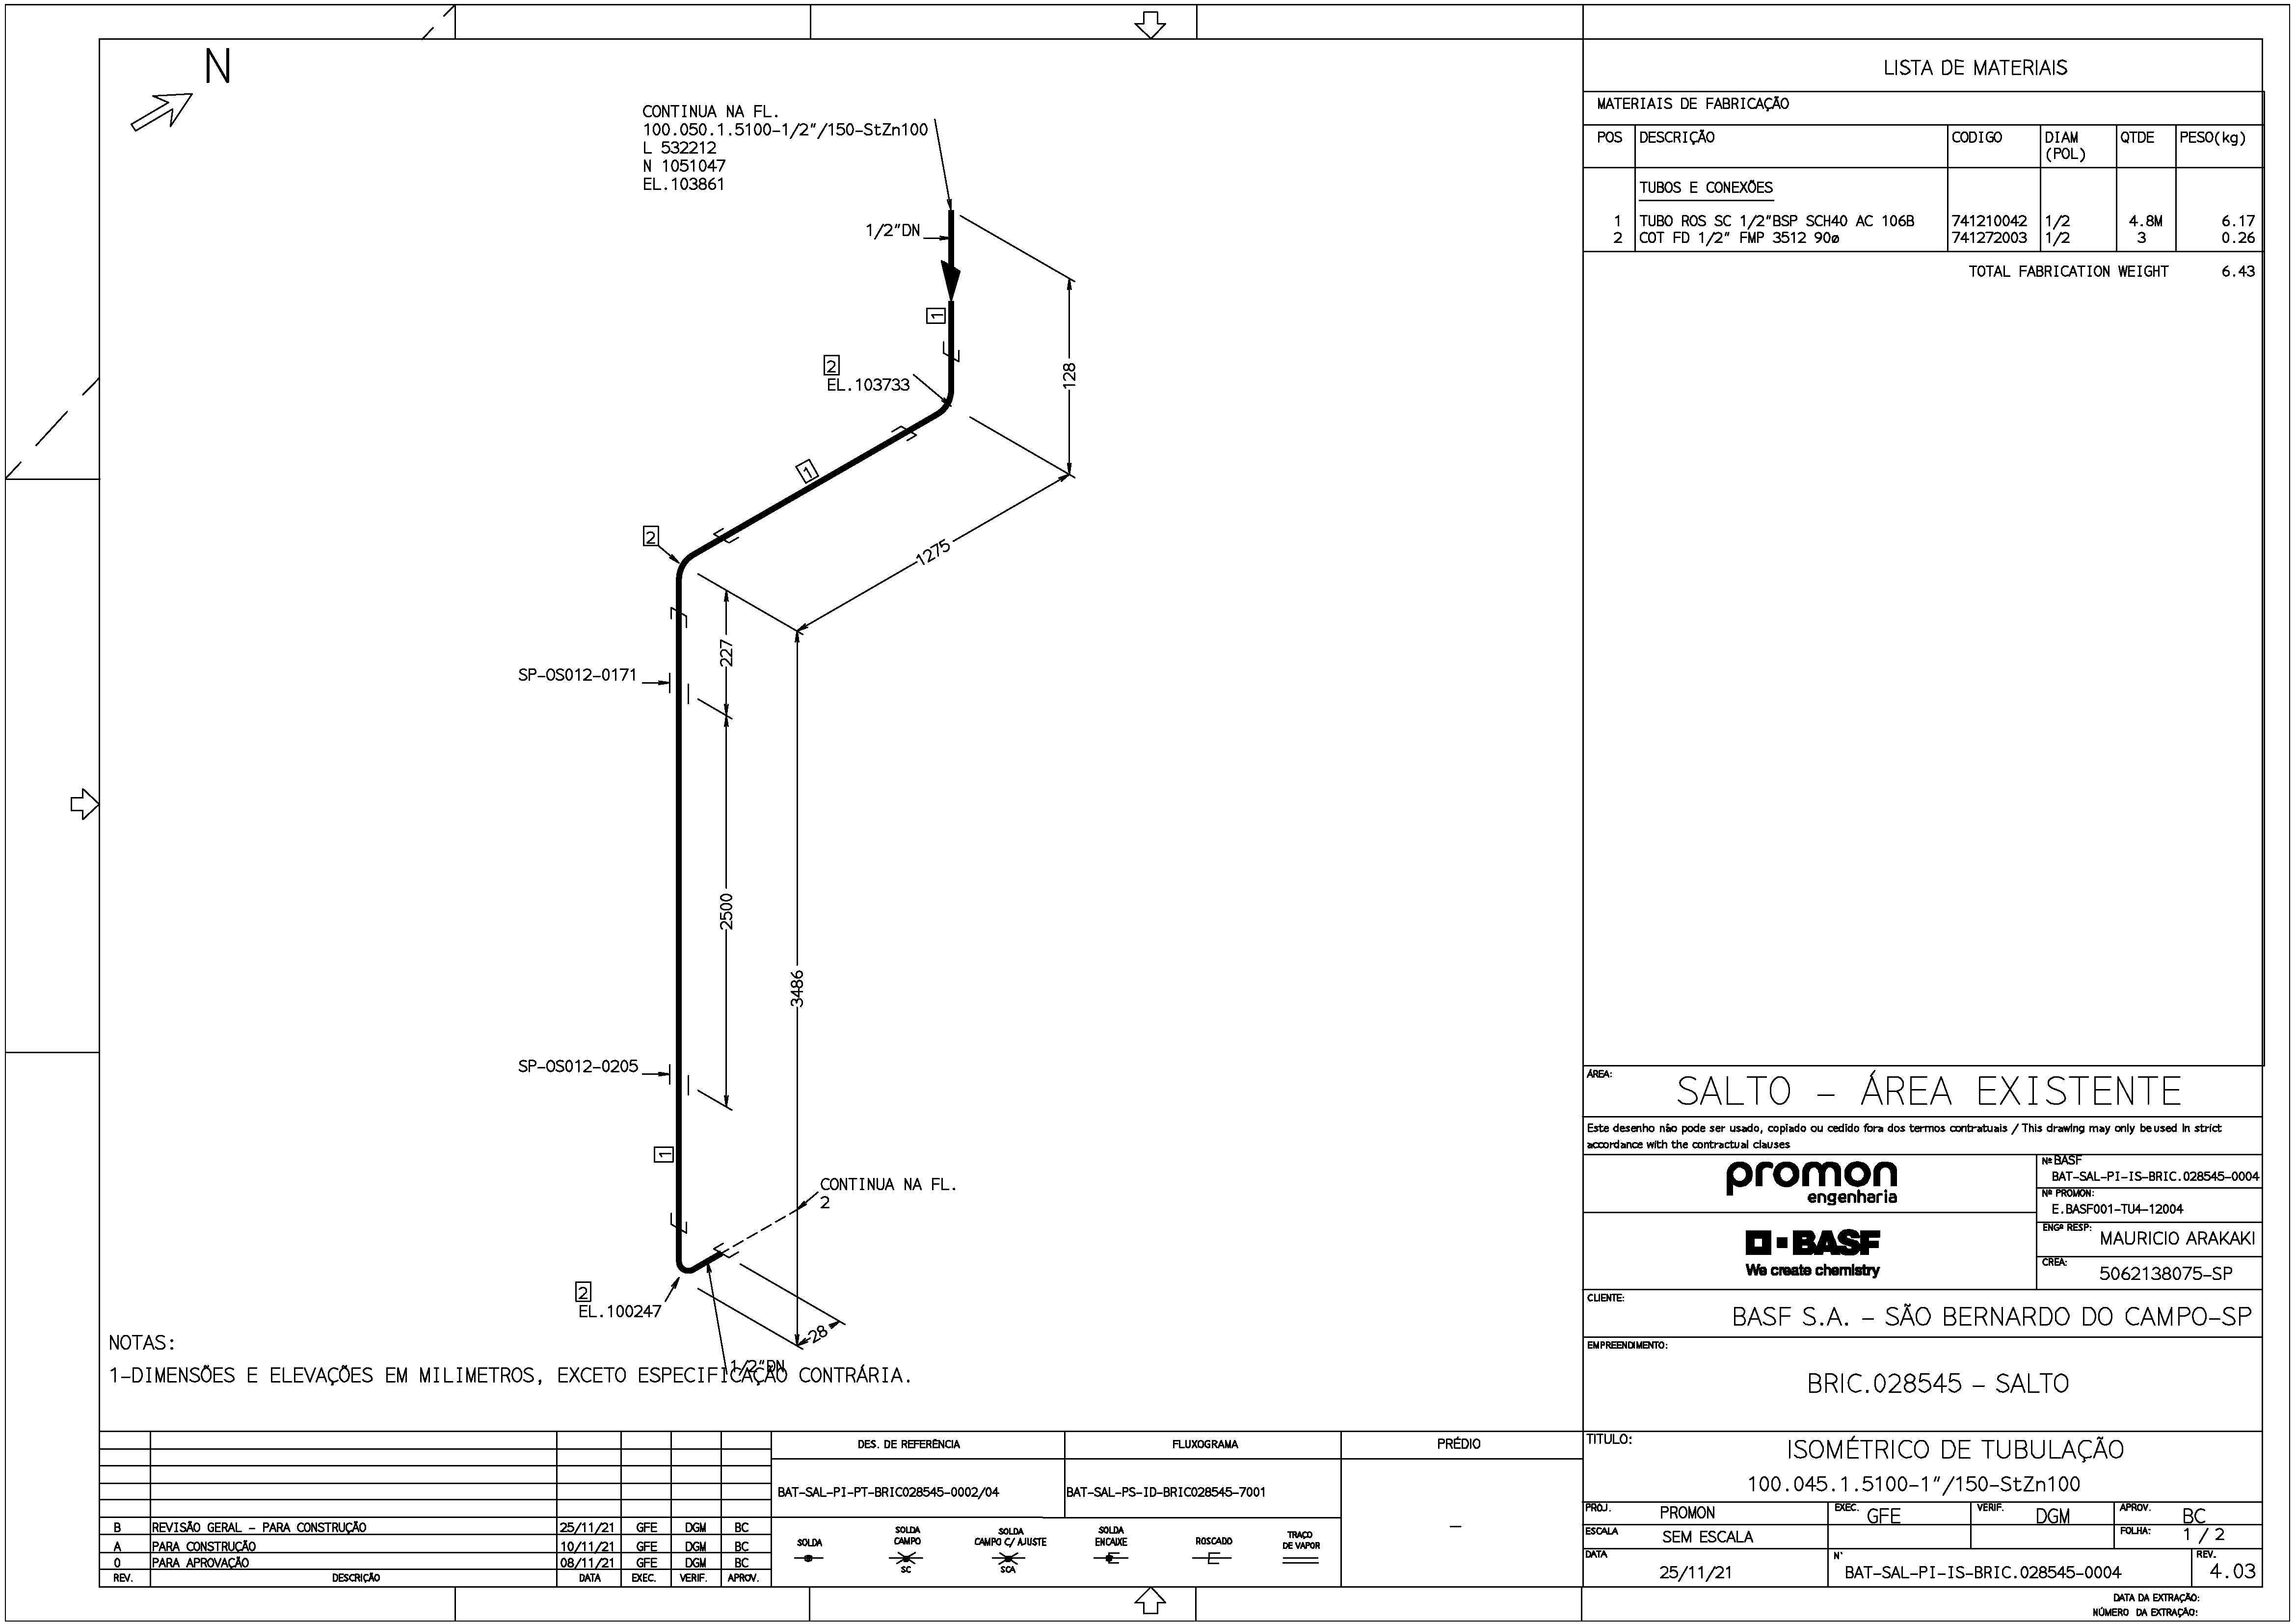 N
CONTINUA NA FL.
100.050.1.5100-1/2"/150-StZn100
L 532212
N 1051047
EL.103861
1/2"DN
1
2
EL.103733
128
1
2
1275
227
SP-OS012-0171
2500
3486
SP-OS012-0205
1
CONTINUA NA FL.
2
2
EL.100247
28
1/2"DN
NOTAS:
1-DIMENSÕES E ELEVAÇÕES EM MILIMETROS, EXCETO ESPECIFICAÇÃO CONTRÁRIA.
LISTA DE MATERIAIS
MATERIAIS DE FABRICAÇÃO
POS DESCRIÇÃO CODIGO DIAM (POL) QTDE PESO(kg)
TUBOS E CONEXÕES
1 TUBO ROS SC 1/2"BSP SCH40 AC 106B 741210042 1/2 4.8M 6.17
2 COT FD 1/2" FMP 3512 90ø 741272003 1/2 3 0.26
TOTAL FABRICATION WEIGHT 6.43
ÁREA:
SALTO - ÁREA EXISTENTE
Este desenho não pode ser usado, copiado ou cedido fora dos termos contratuais / This drawing may only be used in strict
accordance with the contractual clauses
promon
engenharia
Nº BASF
BAT-SAL-PI-IS-BRIC.028545-0004
Nº PROMON:
E.BASF001-TU4-12004
BASF
We create chemistry
ENGº RESP:
MAURICIO ARAKAKI
CREA:
5062138075-SP
CLIENTE:
BASF S.A. - SÃO BERNARDO DO CAMPO-SP
EMPREENDIMENTO:
BRIC.028545 - SALTO
TITULO:
ISOMÉTRICO DE TUBULAÇÃO
100.045.1.5100-1"/150-StZn100
PROJ. PROMON EXEC. GFE VERIF. DGM APROV. BC
ESCALA SEM ESCALA FOLHA: 1 / 2
DATA 25/11/21 N° BAT-SAL-PI-IS-BRIC.028545-0004 REV. 4.03
DATA DA EXTRAÇÃO:
NÚMERO DA EXTRAÇÃO:
B REVISÃO GERAL - PARA CONSTRUÇÃO 25/11/21 GFE DGM BC
A PARA CONSTRUÇÃO 10/11/21 GFE DGM BC
0 PARA APROVAÇÃO 08/11/21 GFE DGM BC
REV. DESCRIÇÃO DATA EXEC. VERIF. APROV.
DES. DE REFERÊNCIA FLUXOGRAMA PRÉDIO
BAT-SAL-PI-PT-BRIC028545-0002/04 BAT-SAL-PS-ID-BRIC028545-7001
-
SOLDA
SOLDA CAMPO
SC
SOLDA CAMPO C/ AJUSTE
SCA
SOLDA ENCAIXE
ROSCADO
TRAÇO DE VAPOR